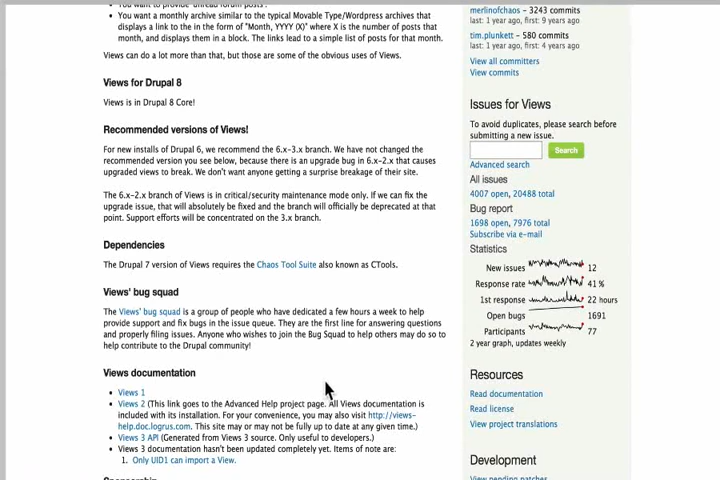 You want a monthly archive similar to the typical Movable Type/Wordpress archives that
displays a link to the in the form of "Month, YYYY (X)" where X is the number of posts that
month, and displays them in a block. The links lead to a simple list of posts for that month.
Views can do a lot more than that, but those are some of the obvious uses of Views.
Views for Drupal 8
Views is in Drupal 8 Core!
Recommended versions of Views!
For new installs of Drupal 6, we recommend the 6.x-3.x branch. We have not changed the
recommended version you see below, because there is an upgrade bug in 6.x-2.x that causes
upgraded views to break. We don't want anyone getting a surprise breakage of their site.
The 6.x-2.x branch of Views is in critical/security maintenance mode only. If we can fix the
upgrade issue, that will absolutely be fixed and the branch will officially be deprecated at that
point. Support efforts will be concentrated on the 3.x branch.
Dependencies
The Drupal 7 version of Views requires the Chaos Tool Suite also known as CTools.
Views' bug squad
The Views' bug squad is a group of people who have dedicated a few hours a week to help
provide support and fix bugs in the issue queue. They are the first line for answering questions
and properly filing issues. Anyone who wishes to join the Bug Squad to help others may do so to
help contribute to the Drupal community!
Views documentation
Views 1
Views 2 (This link goes to the Advanced Help project page. All Views documentation is
included with its installation. For your convenience, you may also visit http://views-
help.doc.logrus.com. This site may or may not be fully up to date at any given time.)
Views 3 API (Generated from Views 3 source. Only useful to developers.)
Views 3 documentation hasn't been updated completely yet. Items of note are:
1. Only UID1 can import a View.
merlinofchaos - 3243 commits
last: 1 year ago, first: 9 years ago
tim.plunkett - 580 commits
last: 1 year ago, first: 4 years ago
View all committers
View commits
Issues for Views
To avoid duplicates, please search before
submitting a new issue.
Search
Advanced search
All issues
4007 open, 20488 total
Bug report
1698 open, 7976 total
Subscribe via e-mail
Statistics
New issues 12
Response rate 41 %
1st response 22 hours
Open bugs 1691
Participants 77
2 year graph, updates weekly
Resources
Read documentation
Read license
View project translations
Development
View pending patches